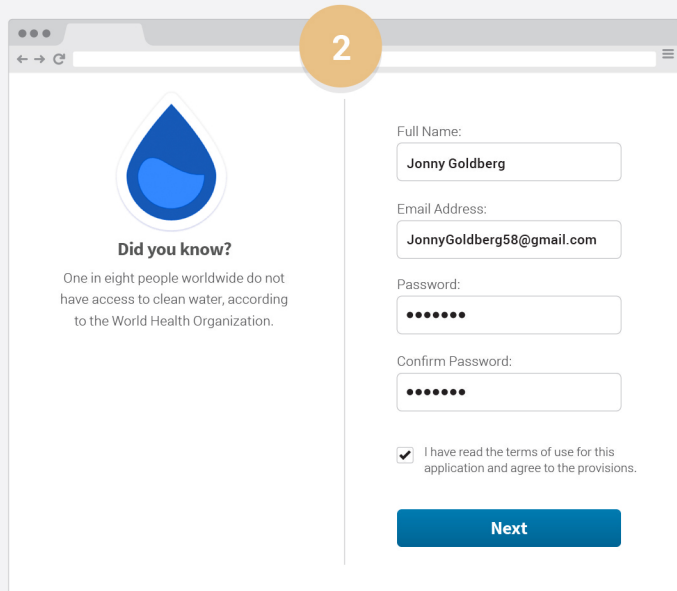 2
Did you know?
One in eight people worldwide do not
have access to clean water, according
to the World Health Organization.
Full Name:
Jonny Goldberg
Email Address:
JonnyGoldberg58@gmail.com
Password:
•••••••
Confirm Password:
•••••••
I have read the terms of use for this
application and agree to the provisions.
Next